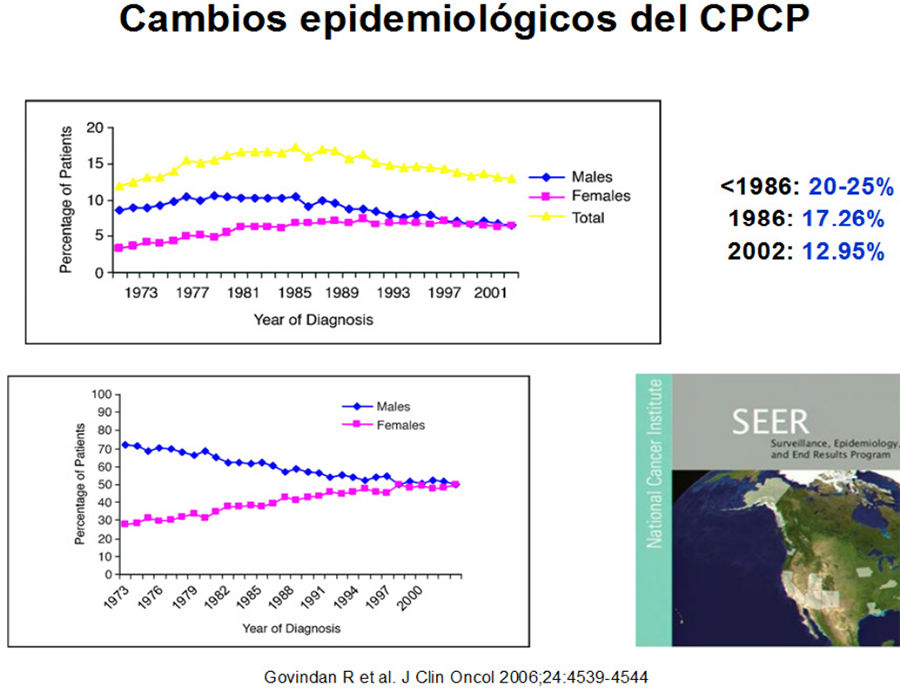 Cambios epidemiológicos del CPCP
Percentage of Patients
20
15
10
5
0
1973 1977 1981 1985 1989 1993 1997 2001
Year of Diagnosis
Males
Females
Total
<1986: 20-25%
1986: 17.26%
2002: 12.95%
Percentage of Patients
100
90
80
70
60
50
40
30
20
10
0
1973 1976 1979 1982 1985 1988 1991 1994 1997 2000
Year of Diagnosis
Males
Females
National Cancer Institute
SEER
Surveillance, Epidemiology,
and End Results Program
Govindan R et al. J Clin Oncol 2006;24:4539-4544